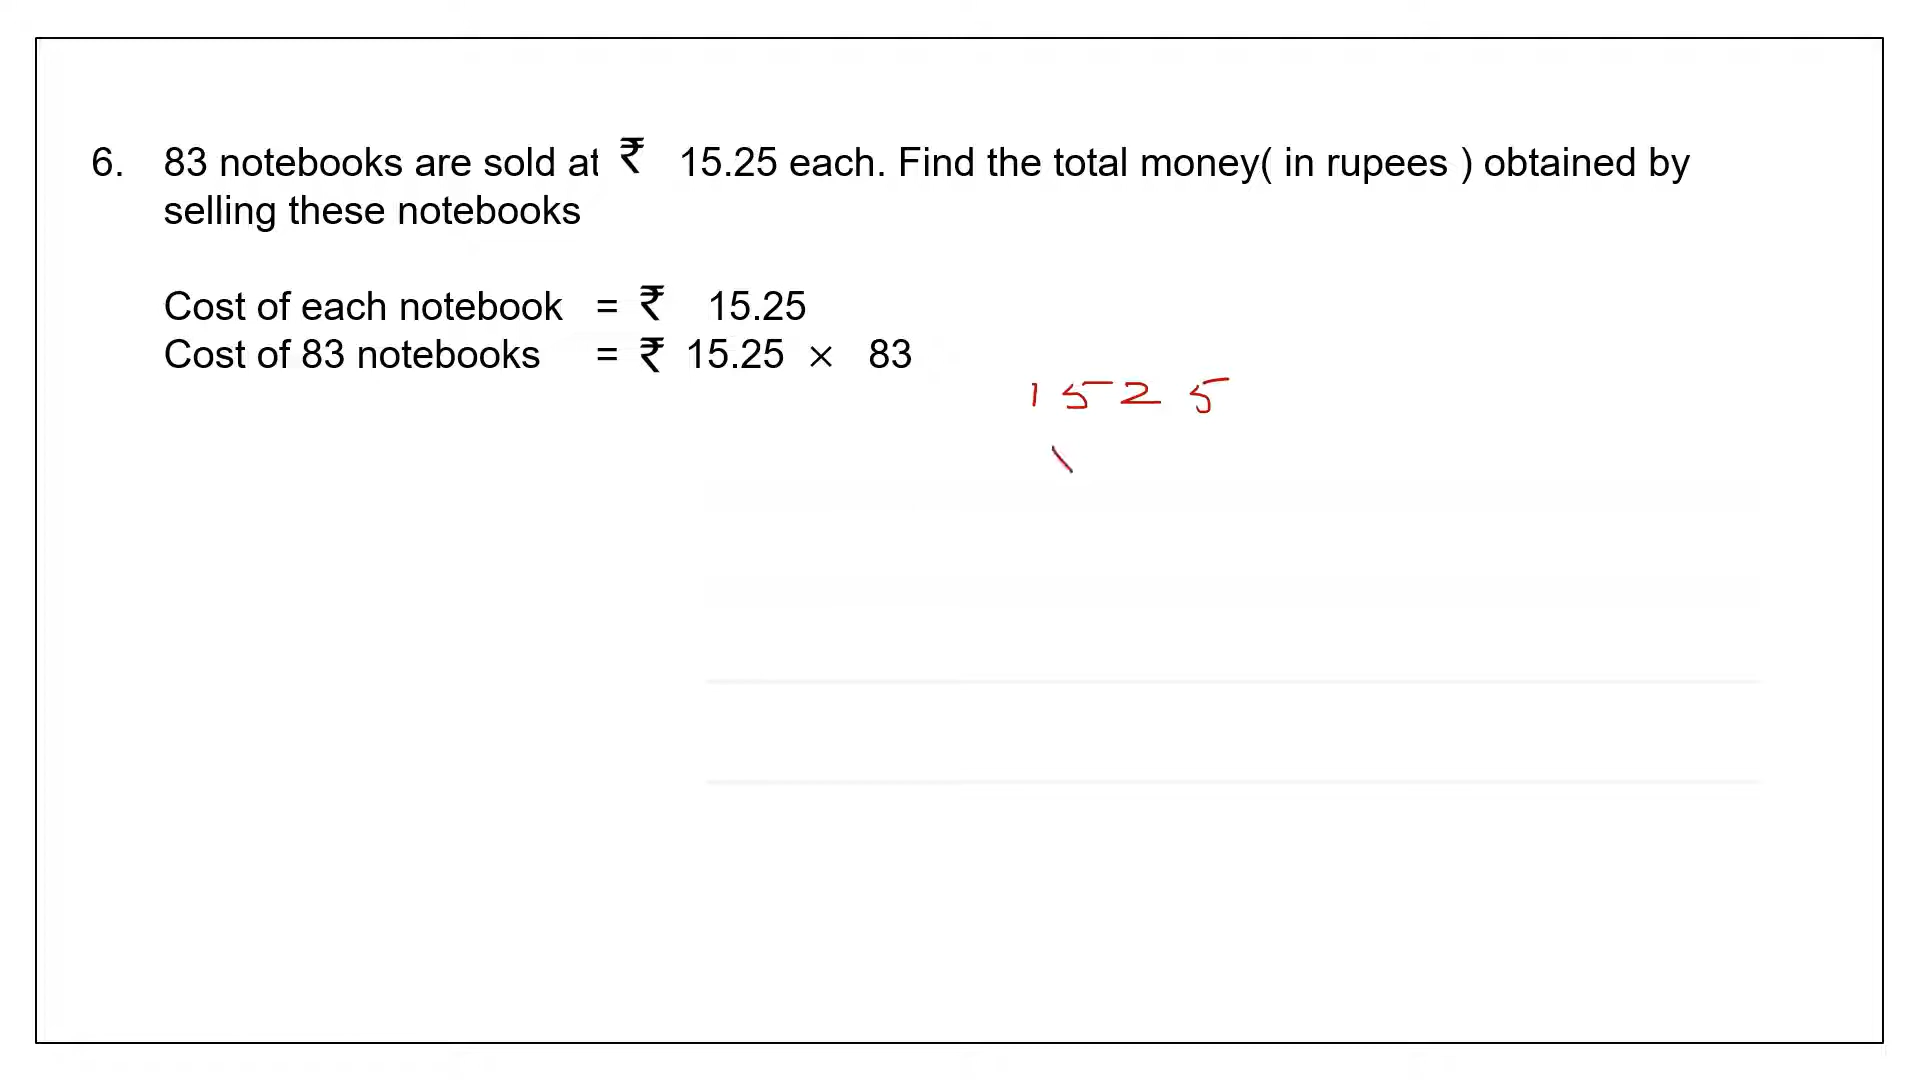 6. 83 notebooks are sold at ₹ 15.25 each. Find the total money( in rupees ) obtained by
selling these notebooks
Cost of each notebook = ₹ 15.25
Cost of 83 notebooks = ₹ 15.25 × 83
1525